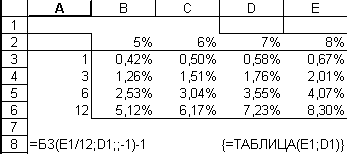 A B C D E
1
2 5% 6% 7% 8%
3 1 0,42% 0,50% 0,58% 0,67%
4 3 1,26% 1,51% 1,76% 2,01%
5 6 2,53% 3,04% 3,55% 4,07%
6 12 5,12% 6,17% 7,23% 8,30%
7
8 =БЗ(E1/12;D1;;-1)-1 {=ТАБЛИЦА(E1;D1)}